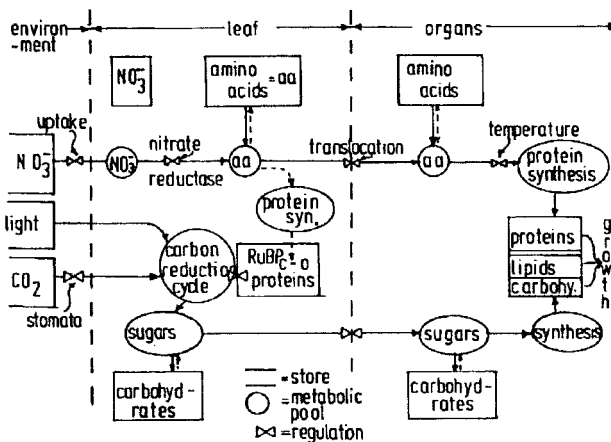 environ-
-ment
leaf
organs
NO₃⁻
amino
acids = aa
amino
acids
uptake
nitrate
reductase
translocation
temperature
NO₃⁻
NO₃⁻
aa
aa
protein
synthesis
protein
syn.
light
carbon
reduction
cycle
RuBP C-O
proteins
proteins
lipids
carbohy.
growth
CO₂
stomata
sugars
sugars
synthesis
carbohyd-
rates
carbohyd-
rates
=store
=metabolic
pool
=regulation